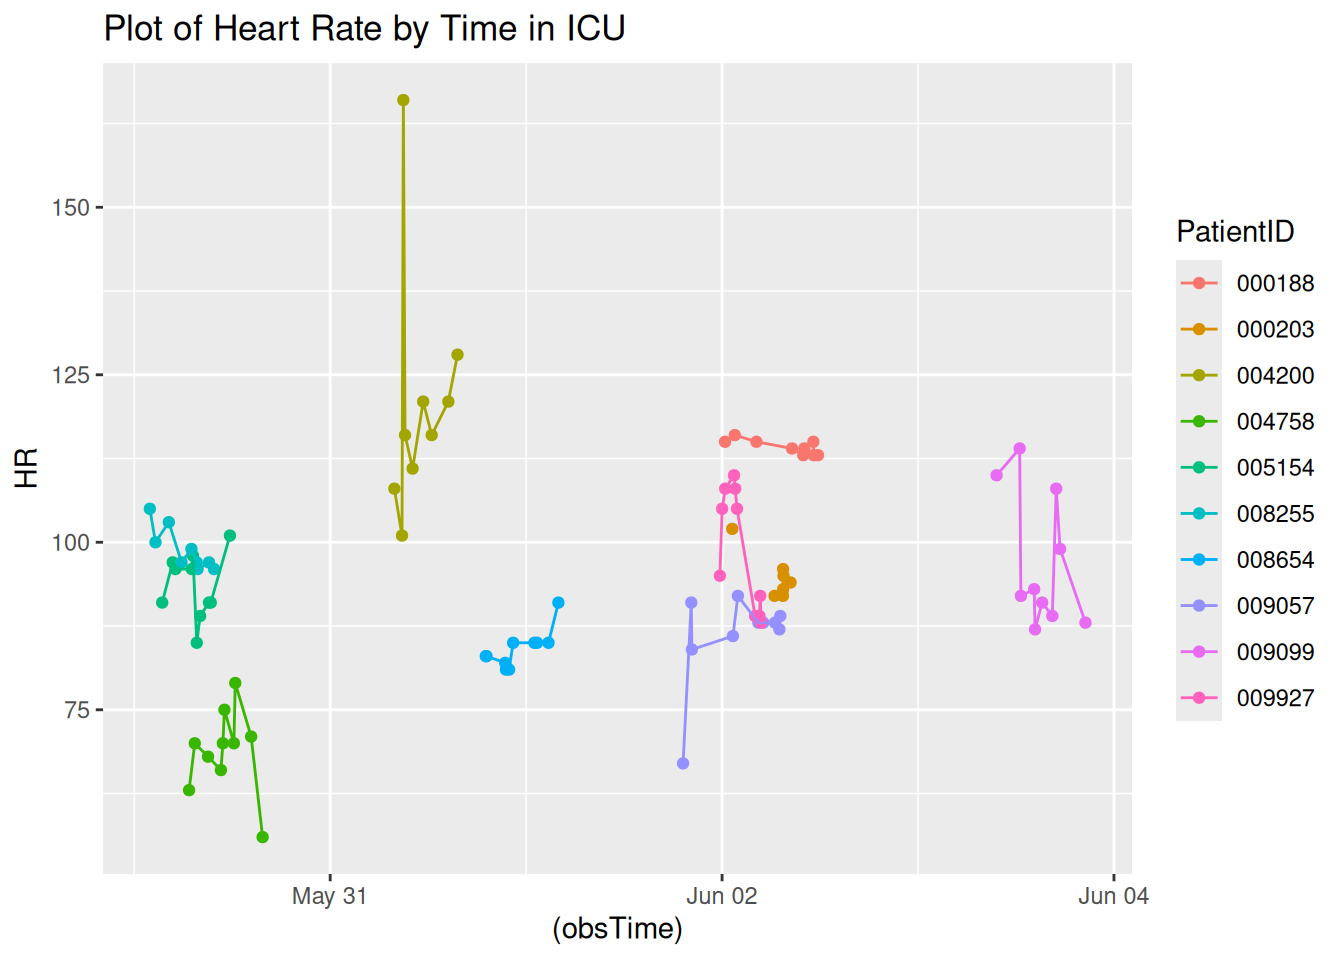 Plot of Heart Rate by Time in ICU
HR
150
125
100
75
May 31
Jun 02
Jun 04
(obsTime)
PatientID
000188
000203
004200
004758
005154
008255
008654
009057
009099
009927